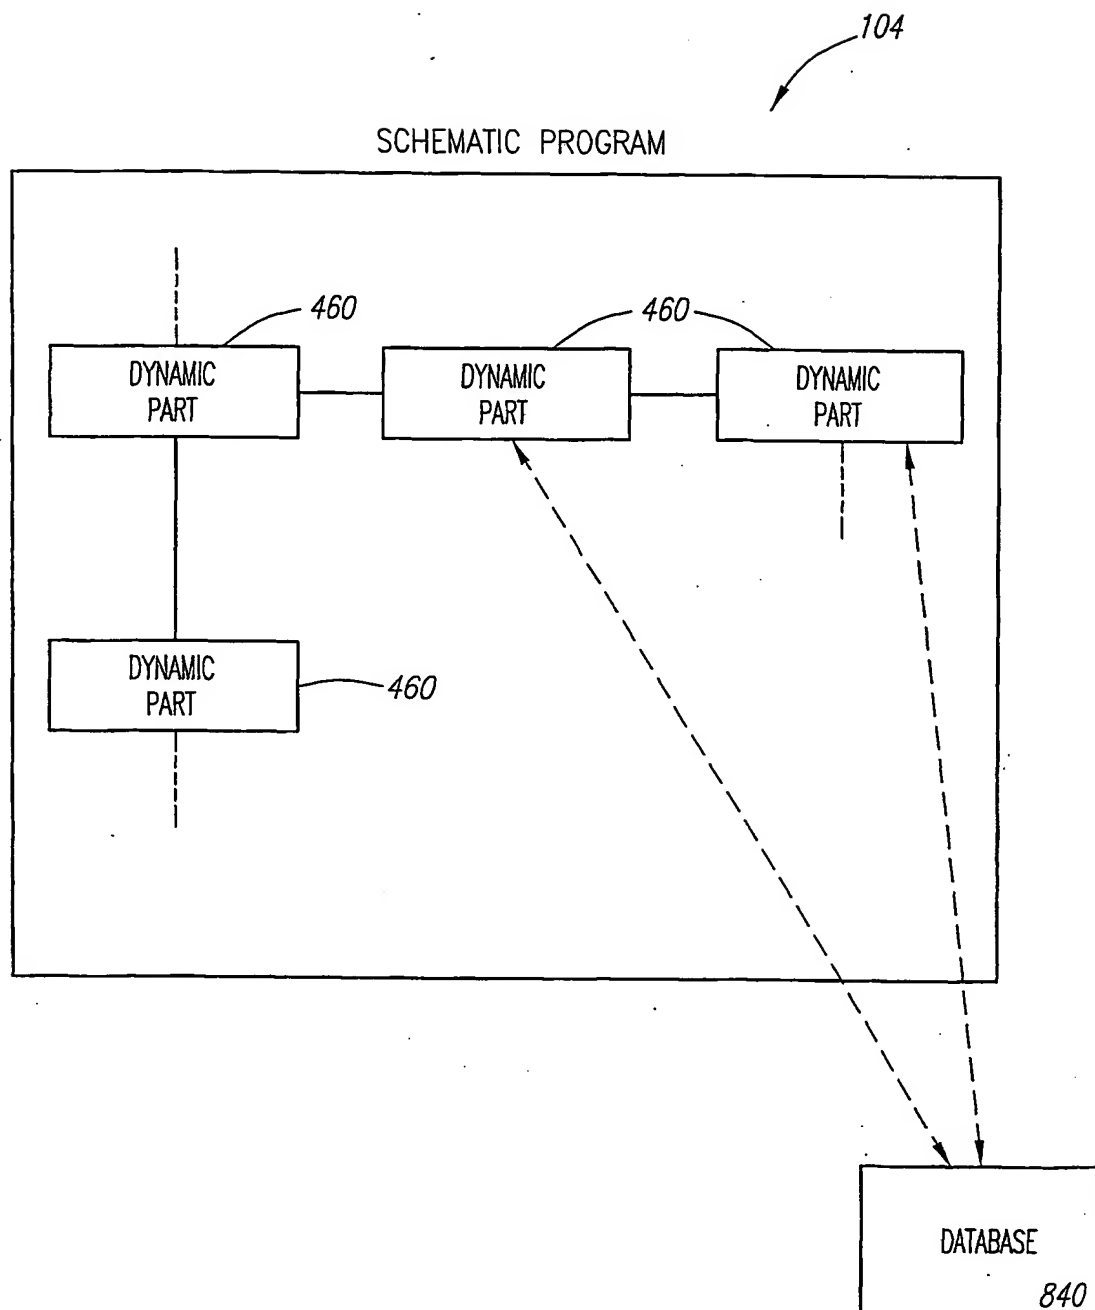 104
SCHEMATIC PROGRAM
460
460
DYNAMIC
PART
DYNAMIC
PART
DYNAMIC
PART
DYNAMIC
PART
460
DATABASE
840